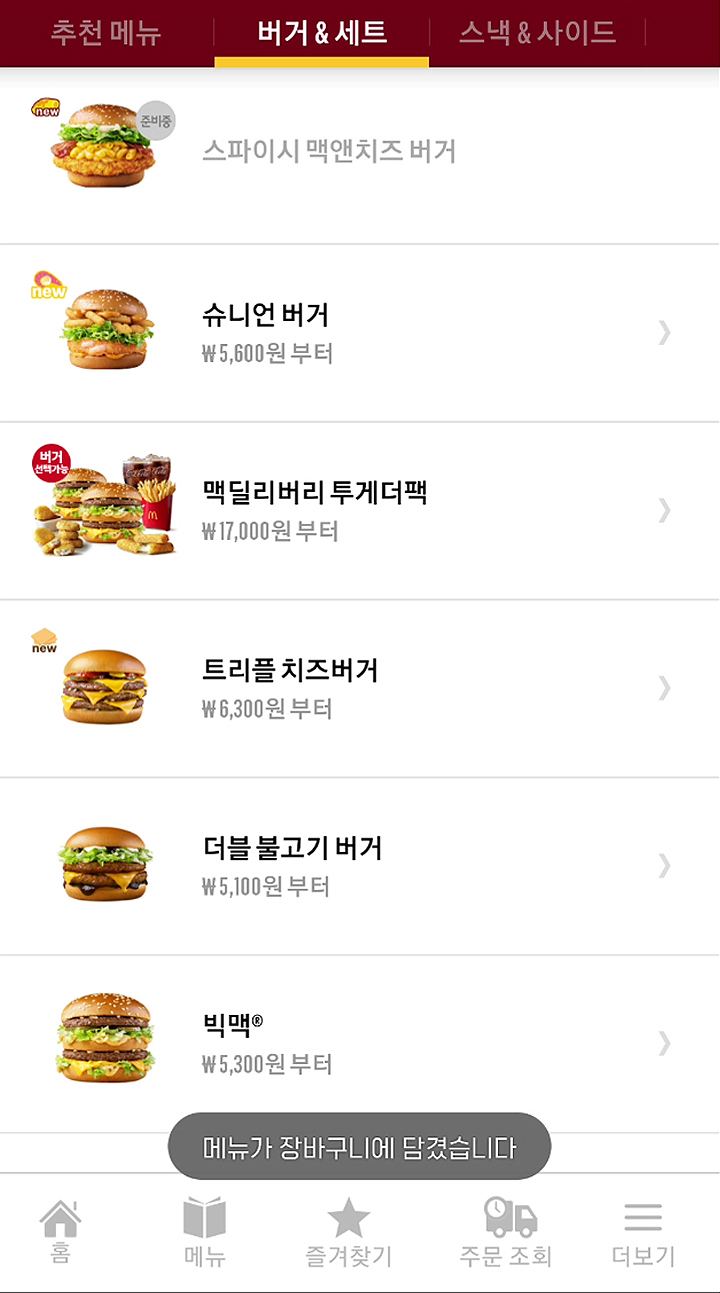 추천 메뉴
버거 & 세트
스낵 & 사이드
new
준비중
스파이시 맥앤치즈 버거
new
슈니언 버거
₩5,600원 부터
버거
선택가능
맥딜리버리 투게더팩
₩17,000원 부터
new
트리플 치즈버거
₩6,300원 부터
더블 불고기 버거
₩5,100원 부터
빅맥®
₩5,300원 부터
메뉴가 장바구니에 담겼습니다
홈
메뉴
즐겨찾기
주문 조회
더보기